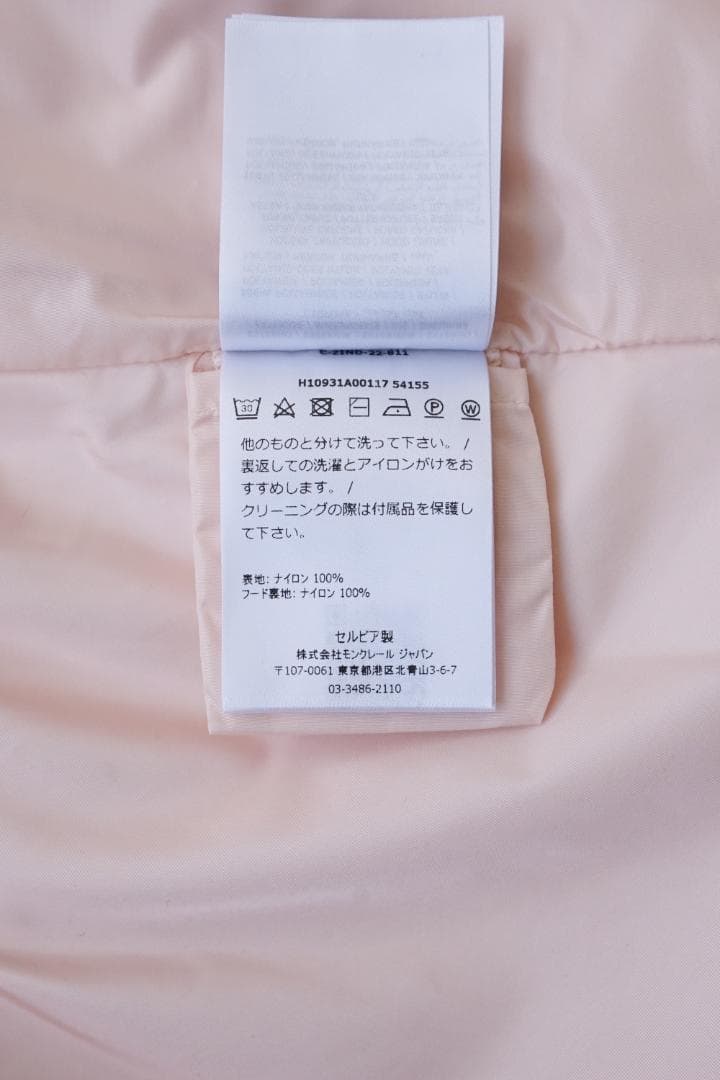 H10931A00117 54155
30
P
W
他のものと分けて洗って下さい。 /
裏返しての洗濯とアイロンがけをお
すすめします。 /
クリーニングの際は付属品を保護し
て下さい。
表地: ナイロン 100%
フード裏地: ナイロン 100%
セルビア製
株式会社モンクレール ジャパン
〒107-0061 東京都港区北青山3-6-7
03-3486-2110